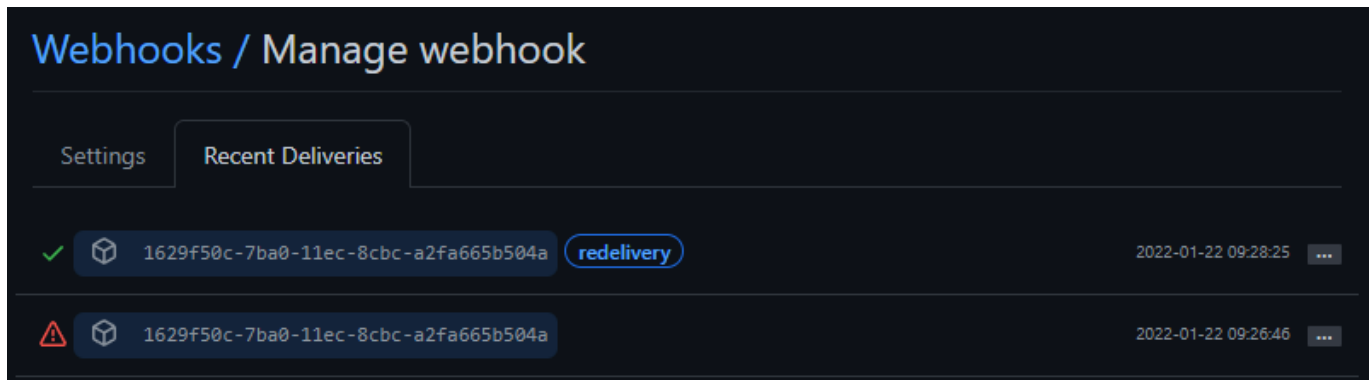 Webhooks / Manage webhook
Settings Recent Deliveries
1629f50c-7ba0-11ec-8cbc-a2fa665b504a redelivery 2022-01-22 09:28:25 ...
1629f50c-7ba0-11ec-8cbc-a2fa665b504a 2022-01-22 09:26:46 ...